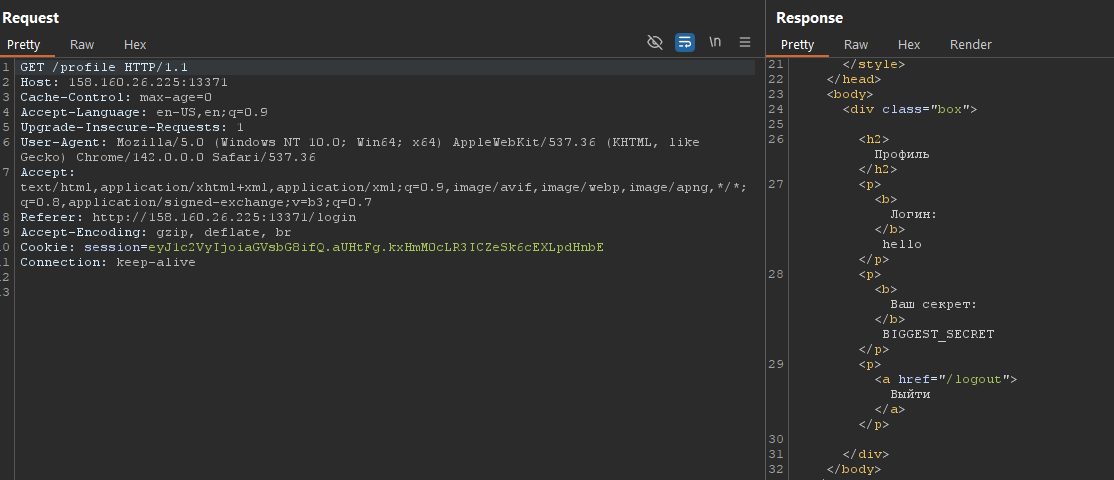 Request
Pretty Raw Hex \n
1 GET /profile HTTP/1.1
2 Host: 158.160.26.225:13371
3 Cache-Control: max-age=0
4 Accept-Language: en-US,en;q=0.9
5 Upgrade-Insecure-Requests: 1
6 User-Agent: Mozilla/5.0 (Windows NT 10.0; Win64; x64) AppleWebKit/537.36 (KHTML, like
Gecko) Chrome/142.0.0.0 Safari/537.36
7 Accept:
text/html,application/xhtml+xml,application/xml;q=0.9,image/avif,image/webp,image/apng,*/*;
q=0.8,application/signed-exchange;v=b3;q=0.7
8 Referer: http://158.160.26.225:13371/login
9 Accept-Encoding: gzip, deflate, br
10 Cookie: session=eyJ1c2VyIjoiaGVsbG8ifQ.aUHtFg.kxHmM0cLR3ICZeSk6cEXLpdHnbE
11 Connection: keep-alive
12
13
Response
Pretty Raw Hex Render
21 </style>
22 </head>
23 <body>
24 <div class="box">
25
26 <h2>
Профиль
</h2>
27 <p>
<b>
Логин:
</b>
hello
</p>
28 <p>
<b>
Ваш секрет:
</b>
BIGGEST_SECRET
</p>
29 <p>
<a href="/logout">
Выйти
</a>
</p>
30
31 </div>
32 </body>